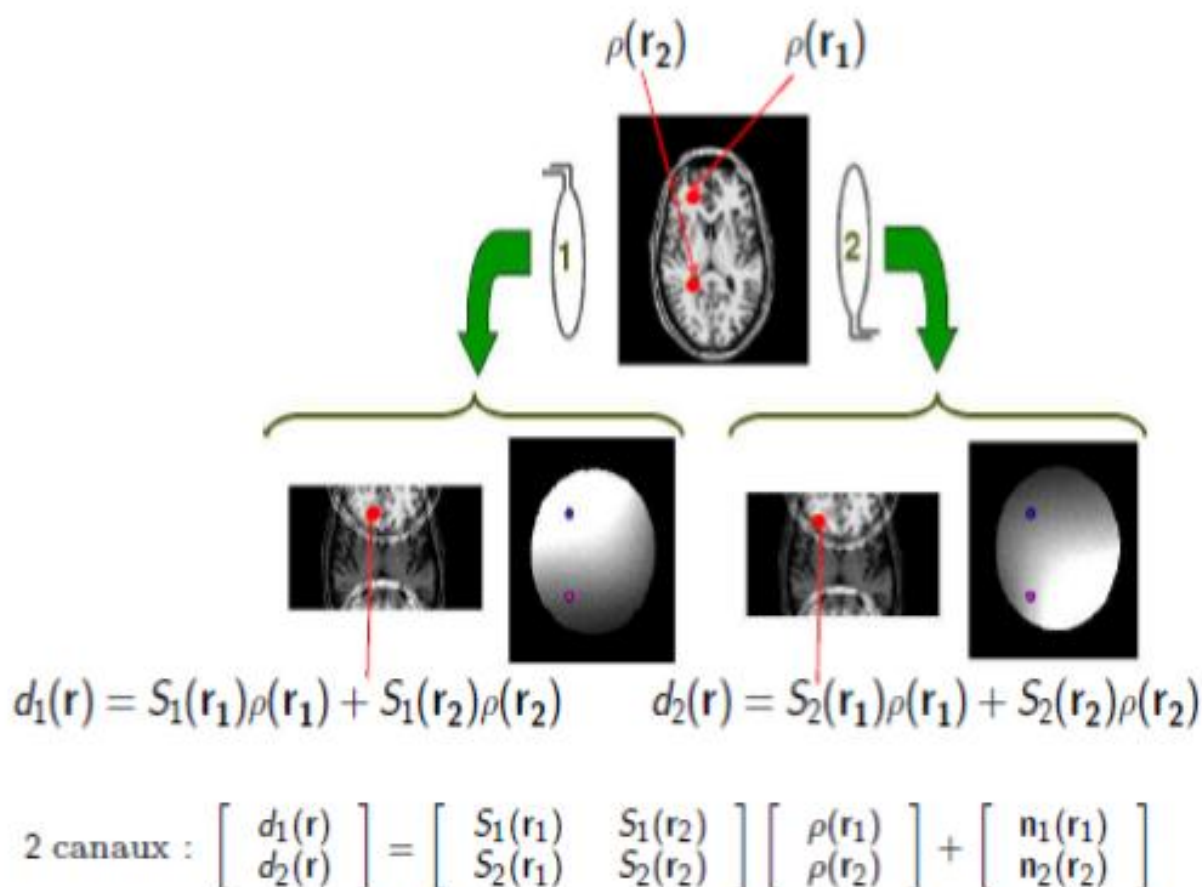 ρ(r₂) ρ(r₁)
1 2
d₁(r) = S₁(r₁)ρ(r₁) + S₁(r₂)ρ(r₂) d₂(r) = S₂(r₁)ρ(r₁) + S₂(r₂)ρ(r₂)
2 canaux : [ d₁(r) ] = [ S₁(r₁) S₁(r₂) ] [ ρ(r₁) ] + [ n₁(r₁) ]
[ d₂(r) ] [ S₂(r₁) S₂(r₂) ] [ ρ(r₂) ] [ n₂(r₂) ]